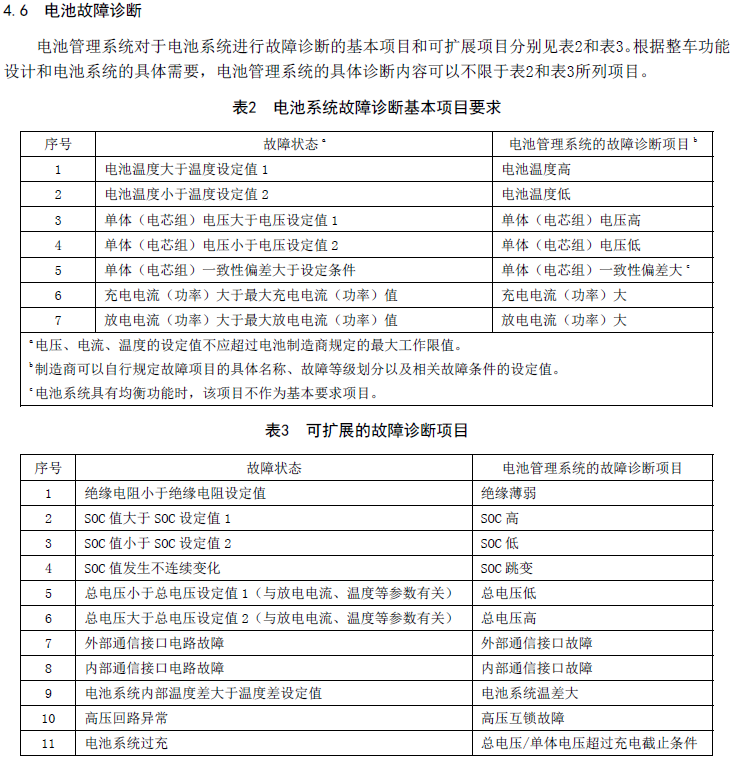 4.6 电池故障诊断
电池管理系统对于电池系统进行故障诊断的基本项目和可扩展项目分别见表2和表3。根据整车功能
设计和电池系统的具体需要，电池管理系统的具体诊断内容可以不限于表2和表3所列项目。
表2 电池系统故障诊断基本项目要求
序号 故障状态ᵃ 电池管理系统的故障诊断项目ᵇ
1 电池温度大于温度设定值1 电池温度高
2 电池温度小于温度设定值2 电池温度低
3 单体（电芯组）电压大于电压设定值1 单体（电芯组）电压高
4 单体（电芯组）电压小于电压设定值2 单体（电芯组）电压低
5 单体（电芯组）一致性偏差大于设定条件 单体（电芯组）一致性偏差大ᶜ
6 充电电流（功率）大于最大充电电流（功率）值 充电电流（功率）大
7 放电电流（功率）大于最大放电电流（功率）值 放电电流（功率）大
ᵃ电压、电流、温度的设定值不应超过电池制造商规定的最大工作限值。
ᵇ制造商可以自行规定故障项目的具体名称、故障等级划分以及相关故障条件的设定值。
ᶜ电池系统具有均衡功能时，该项目不作为基本要求项目。
表3 可扩展的故障诊断项目
序号 故障状态 电池管理系统的故障诊断项目
1 绝缘电阻小于绝缘电阻设定值 绝缘薄弱
2 SOC值大于SOC设定值1 SOC高
3 SOC值小于SOC设定值2 SOC低
4 SOC值发生不连续变化 SOC跳变
5 总电压小于总电压设定值1（与放电电流、温度等参数有关） 总电压低
6 总电压大于总电压设定值2（与放电电流、温度等参数有关） 总电压高
7 外部通信接口电路故障 外部通信接口故障
8 内部通信接口电路故障 内部通信接口故障
9 电池系统内部温度差大于温度差设定值 电池系统温差大
10 高压回路异常 高压互锁故障
11 电池系统过充 总电压/单体电压超过充电截止条件